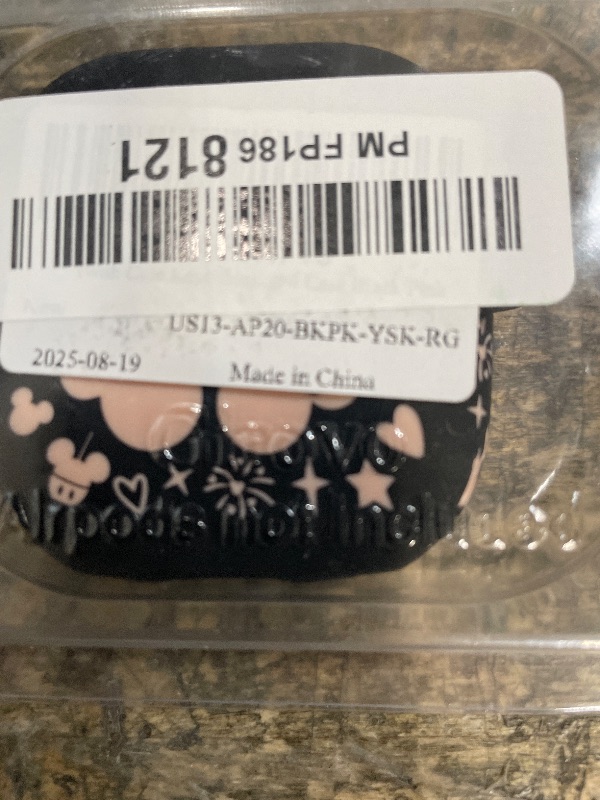 PM FP186 8121
US13-AP20-BKPK-YSK-RG
2025-08-19
Made in China
Airpods not included